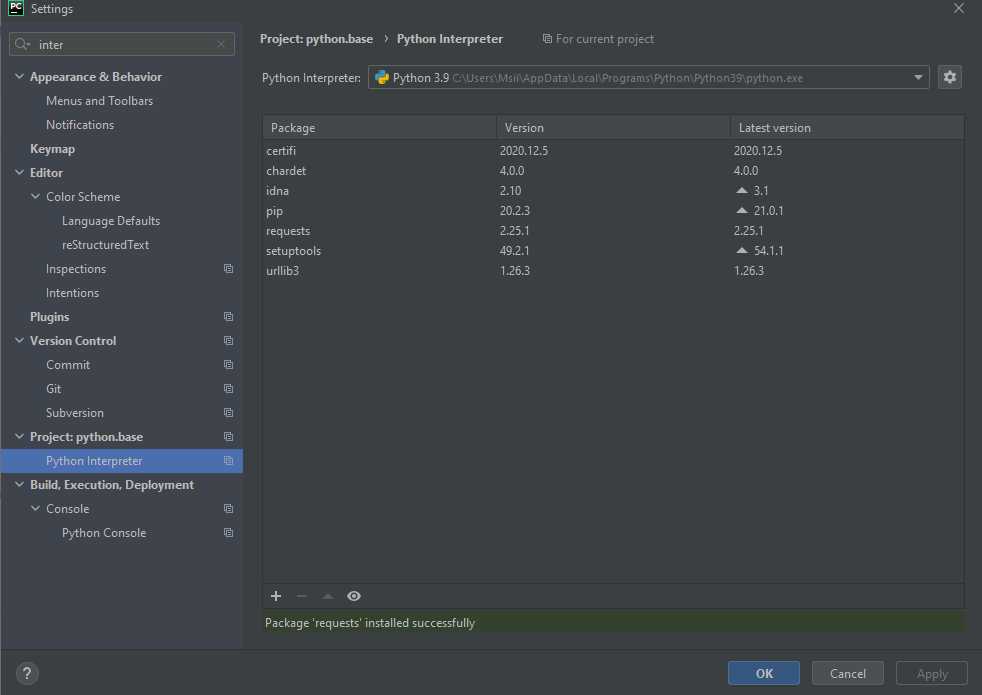 PC Settings
inter
Appearance & Behavior
Menus and Toolbars
Notifications
Keymap
Editor
Color Scheme
Language Defaults
reStructuredText
Inspections
Intentions
Plugins
Version Control
Commit
Git
Subversion
Project: python.base
Python Interpreter
Build, Execution, Deployment
Console
Python Console
Project: python.base › Python Interpreter For current project
Python Interpreter: Python 3.9 C:\Users\Msii\AppData\Local\Programs\Python\Python39\python.exe
Package Version Latest version
certifi 2020.12.5 2020.12.5
chardet 4.0.0 4.0.0
idna 2.10 3.1
pip 20.2.3 21.0.1
requests 2.25.1 2.25.1
setuptools 49.2.1 54.1.1
urllib3 1.26.3 1.26.3
Package 'requests' installed successfully
? OK Cancel Apply